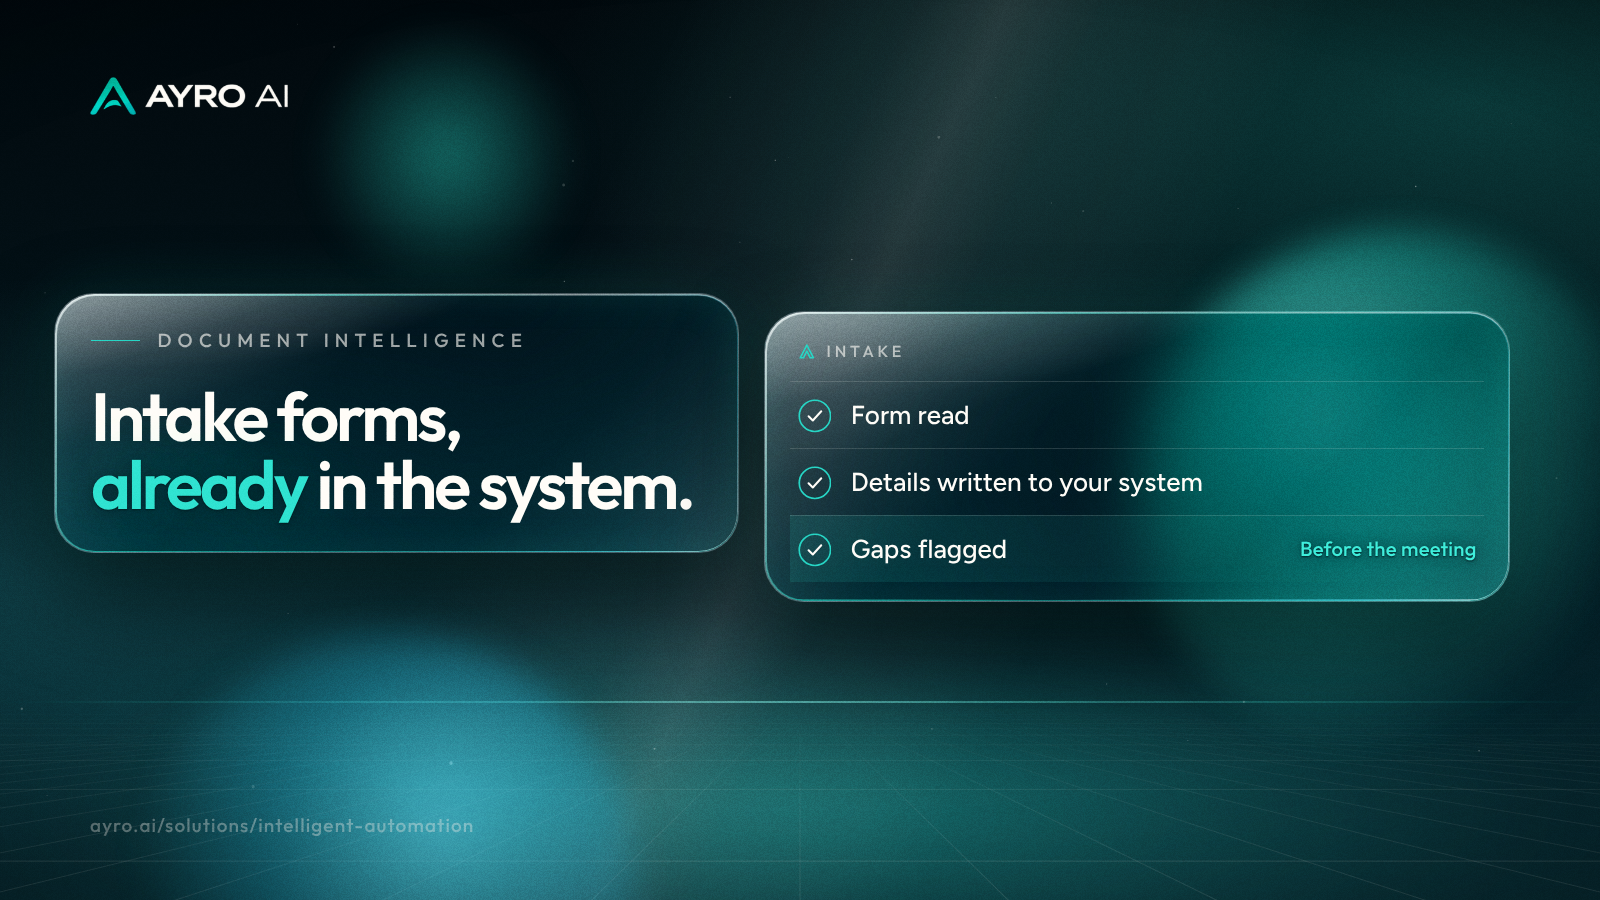 AYRO AI
DOCUMENT INTELLIGENCE
Intake forms,
already in the system.
INTAKE
Form read
Details written to your system
Gaps flagged
Before the meeting
ayro.ai/solutions/intelligent-automation